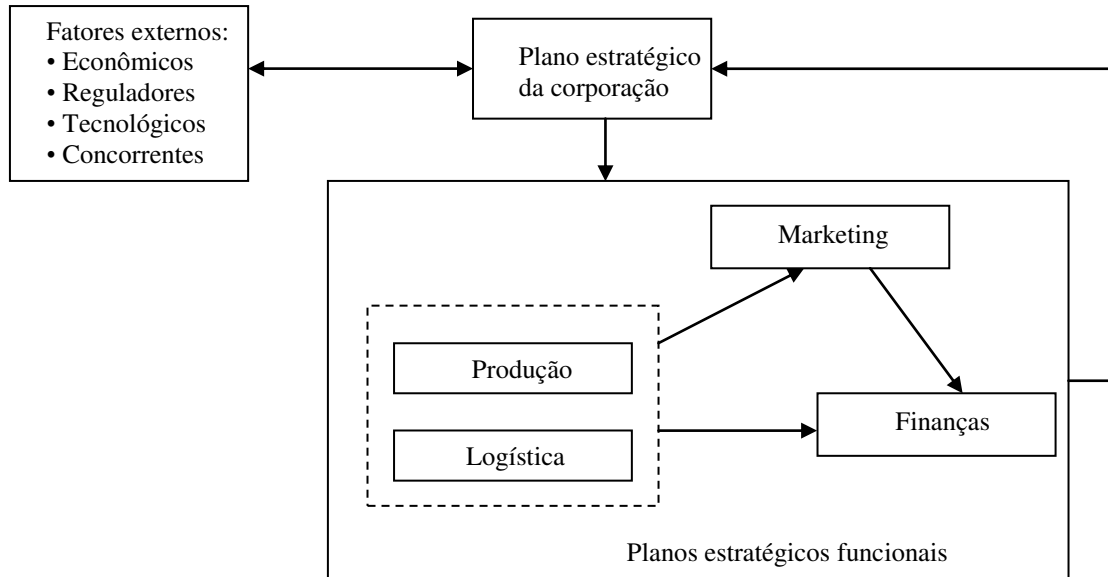 Fatores externos:
• Econômicos
• Reguladores
• Tecnológicos
• Concorrentes
Plano estratégico
da corporação
Marketing
Produção
Logística
Finanças
Planos estratégicos funcionais